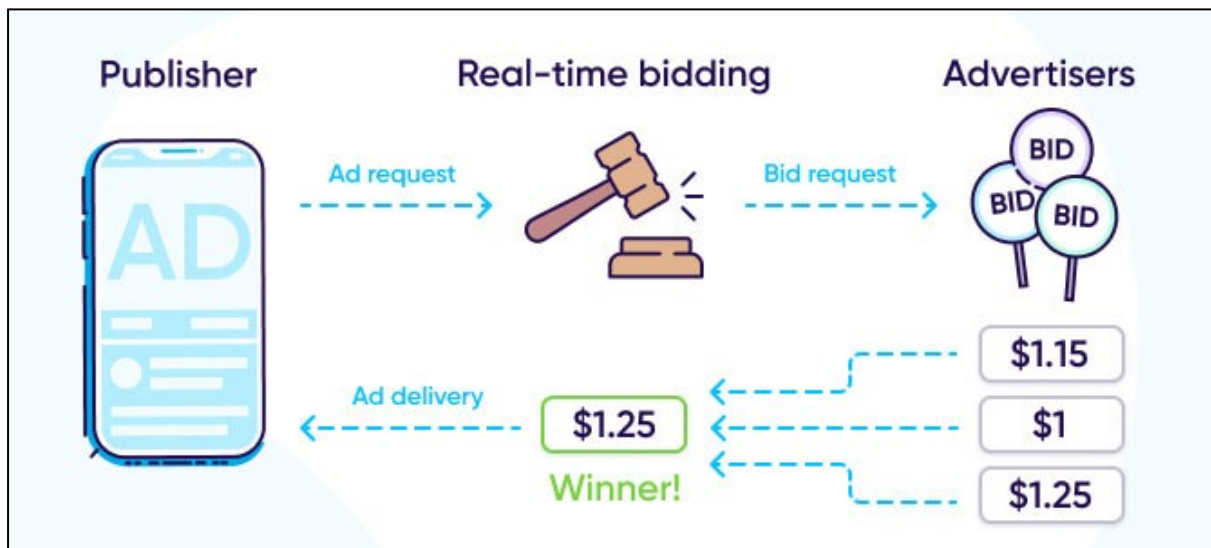 Publisher
Real-time bidding
Advertisers
AD
Ad request
Bid request
BID
BID
BID
$1.15
Ad delivery
$1.25
$1
Winner!
$1.25